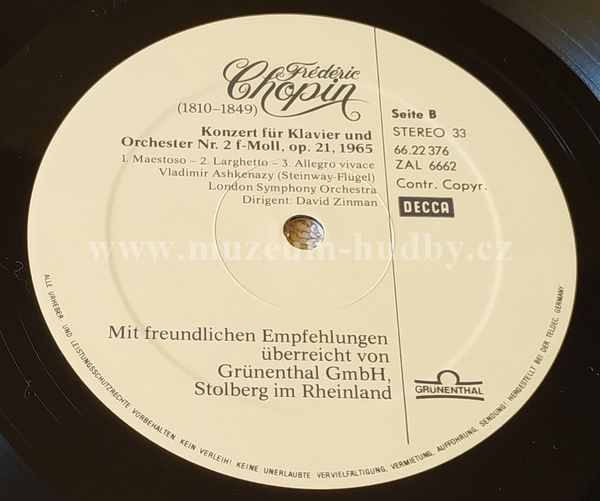 Frédéric
Chopin
(1810–1849)
Konzert für Klavier und
Orchester Nr. 2 f-Moll, op. 21, 1965
1. Maestoso – 2. Larghetto – 3. Allegro vivace
Vladimir Ashkenazy (Steinway-Flügel)
London Symphony Orchestra
Dirigent: David Zinman
Seite B
STEREO 33
66.22 376
ZAL 6662
Contr. Copyr.
DECCA
www.muzeum-hudby.cz
Mit freundlichen Empfehlungen
überreicht von
Grünenthal GmbH,
Stolberg im Rheinland
GRÜNENTHAL
ALLE URHEBER- UND LEISTUNGSSCHUTZRECHTE VORBEHALTEN. KEIN VERLEIH! KEINE UNERLAUBTE VERVIELFÄLTIGUNG, VERMIETUNG, AUFFÜHRUNG, SENDUNG! HERGESTELLT BEI DER TELDEC, GERMANY